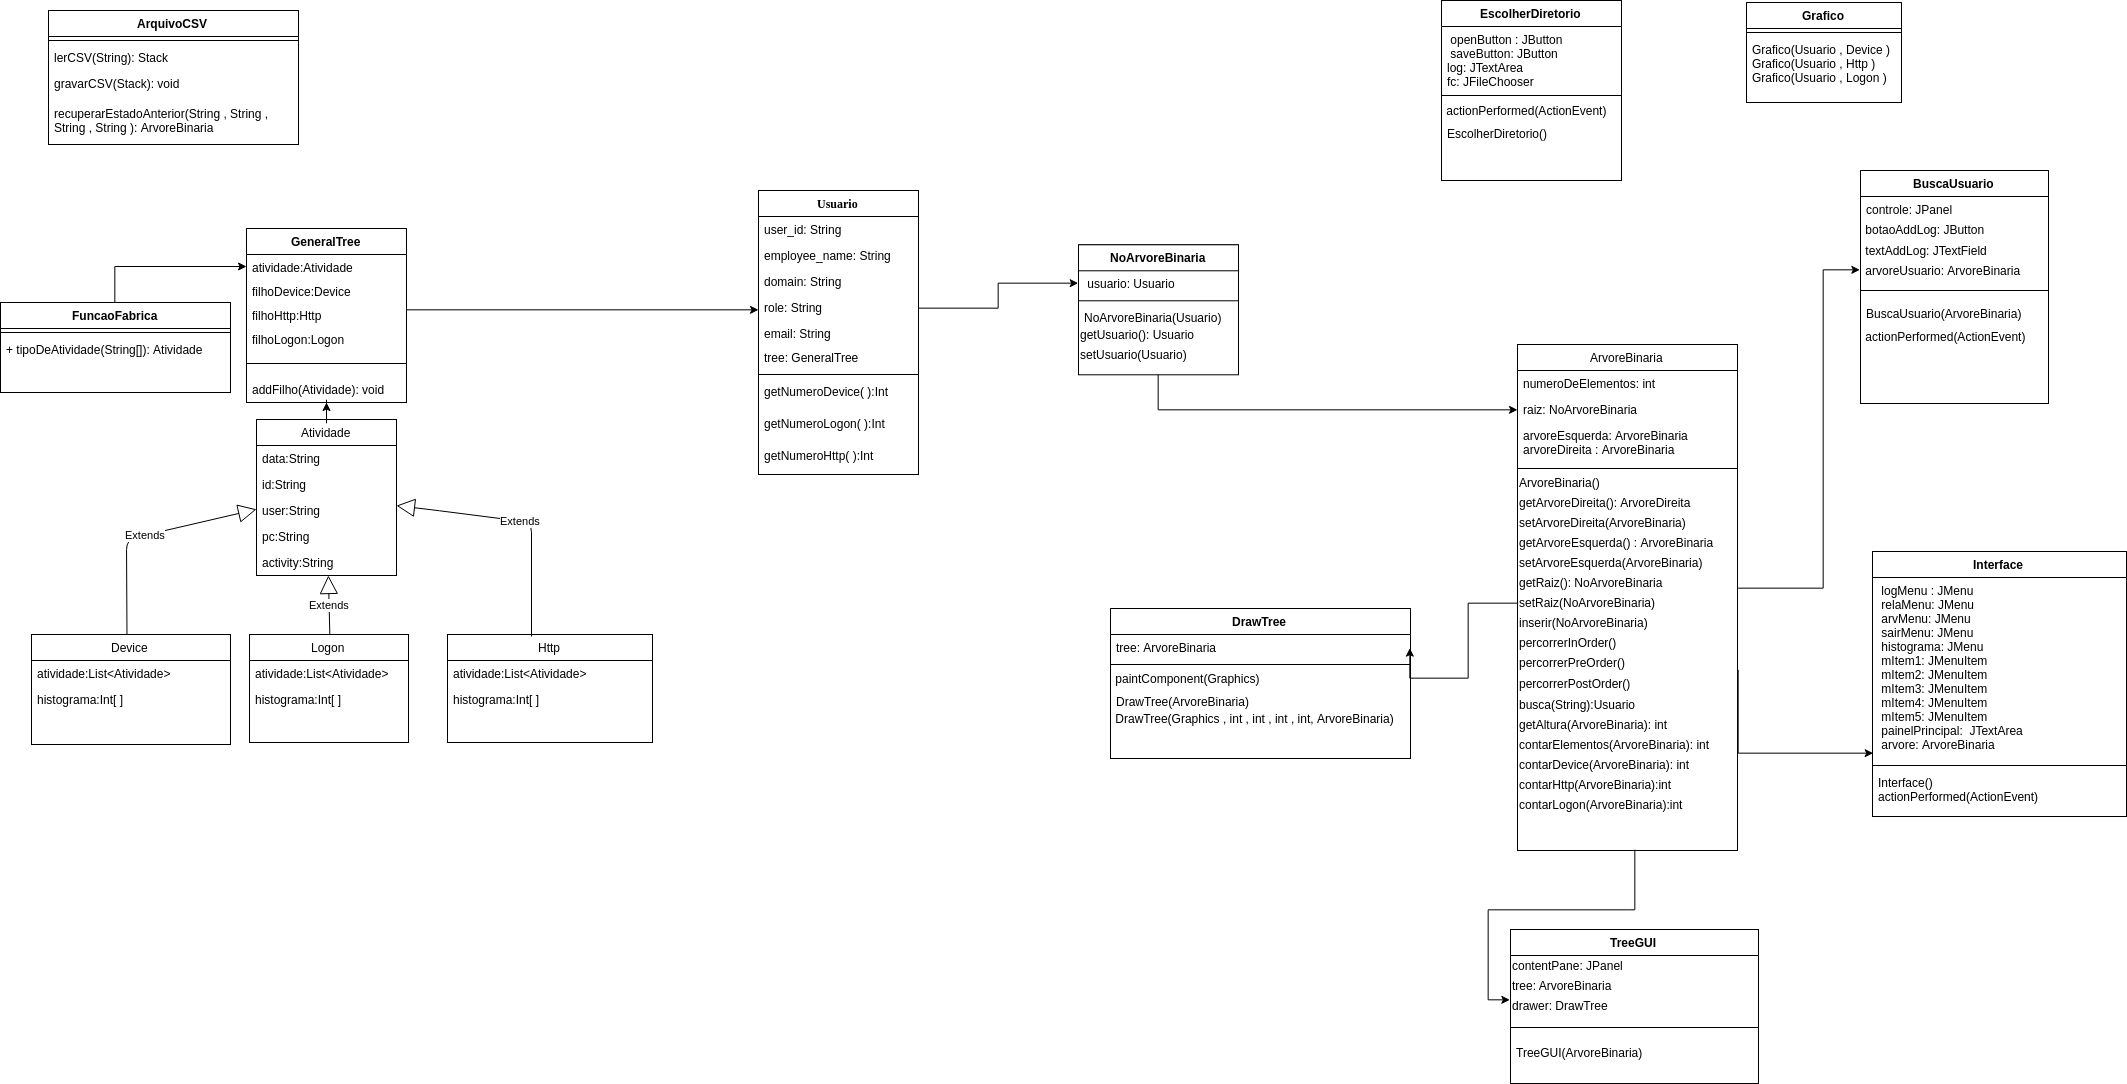 ArquivoCSV
lerCSV(String): Stack
gravarCSV(Stack): void
recuperarEstadoAnterior(String , String ,
String , String ): ArvoreBinaria
EscolherDiretorio
openButton : JButton
saveButton: JButton
log: JTextArea
fc: JFileChooser
actionPerformed(ActionEvent)
EscolherDiretorio()
Grafico
Grafico(Usuario , Device )
Grafico(Usuario , Http )
Grafico(Usuario , Logon )
BuscaUsuario
controle: JPanel
botaoAddLog: JButton
textAddLog: JTextField
arvoreUsuario: ArvoreBinaria
BuscaUsuario(ArvoreBinaria)
actionPerformed(ActionEvent)
GeneralTree
atividade:Atividade
filhoDevice:Device
filhoHttp:Http
filhoLogon:Logon
addFilho(Atividade): void
FuncaoFabrica
+ tipoDeAtividade(String[]): Atividade
Usuario
user_id: String
employee_name: String
domain: String
role: String
email: String
tree: GeneralTree
getNumeroDevice( ):Int
getNumeroLogon( ):Int
getNumeroHttp( ):Int
NoArvoreBinaria
usuario: Usuario
NoArvoreBinaria(Usuario)
getUsuario(): Usuario
setUsuario(Usuario)
Atividade
data:String
id:String
user:String
pc:String
activity:String
Extends
Extends
Extends
Device
atividade:List<Atividade>
histograma:Int[ ]
Logon
atividade:List<Atividade>
histograma:Int[ ]
Http
atividade:List<Atividade>
histograma:Int[ ]
ArvoreBinaria
numeroDeElementos: int
raiz: NoArvoreBinaria
arvoreEsquerda: ArvoreBinaria
arvoreDireita : ArvoreBinaria
ArvoreBinaria()
getArvoreDireita(): ArvoreDireita
setArvoreDireita(ArvoreBinaria)
getArvoreEsquerda() : ArvoreBinaria
setArvoreEsquerda(ArvoreBinaria)
getRaiz(): NoArvoreBinaria
setRaiz(NoArvoreBinaria)
inserir(NoArvoreBinaria)
percorrerInOrder()
percorrerPreOrder()
percorrerPostOrder()
busca(String):Usuario
getAltura(ArvoreBinaria): int
contarElementos(ArvoreBinaria): int
contarDevice(ArvoreBinaria): int
contarHttp(ArvoreBinaria):int
contarLogon(ArvoreBinaria):int
DrawTree
tree: ArvoreBinaria
paintComponent(Graphics)
DrawTree(ArvoreBinaria)
DrawTree(Graphics , int , int , int , int, ArvoreBinaria)
Interface
logMenu : JMenu
relaMenu: JMenu
arvMenu: JMenu
sairMenu: JMenu
histograma: JMenu
mItem1: JMenuItem
mItem2: JMenuItem
mItem3: JMenuItem
mItem4: JMenuItem
mItem5: JMenuItem
painelPrincipal:  JTextArea
arvore: ArvoreBinaria
Interface()
actionPerformed(ActionEvent)
TreeGUI
contentPane: JPanel
tree: ArvoreBinaria
drawer: DrawTree
TreeGUI(ArvoreBinaria)